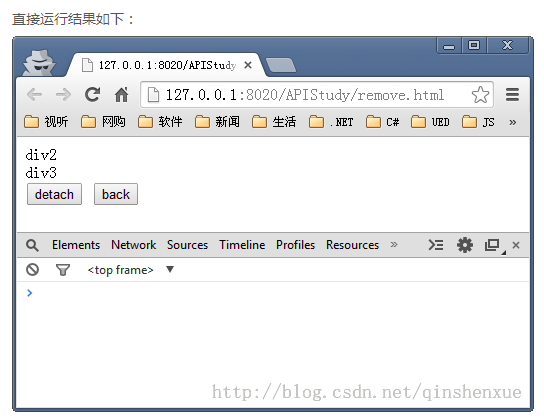 直接运行结果如下：
127.0.0.1:8020/APIStudy
127.0.0.1:8020/APIStudy/remove.html
视听 网购 软件 新闻 生活 .NET C# UED JS »
div2
div3
detach back
Elements Network Sources Timeline Profiles Resources »
<top frame> ▼
>
http://blog.csdn.net/qinshenxue